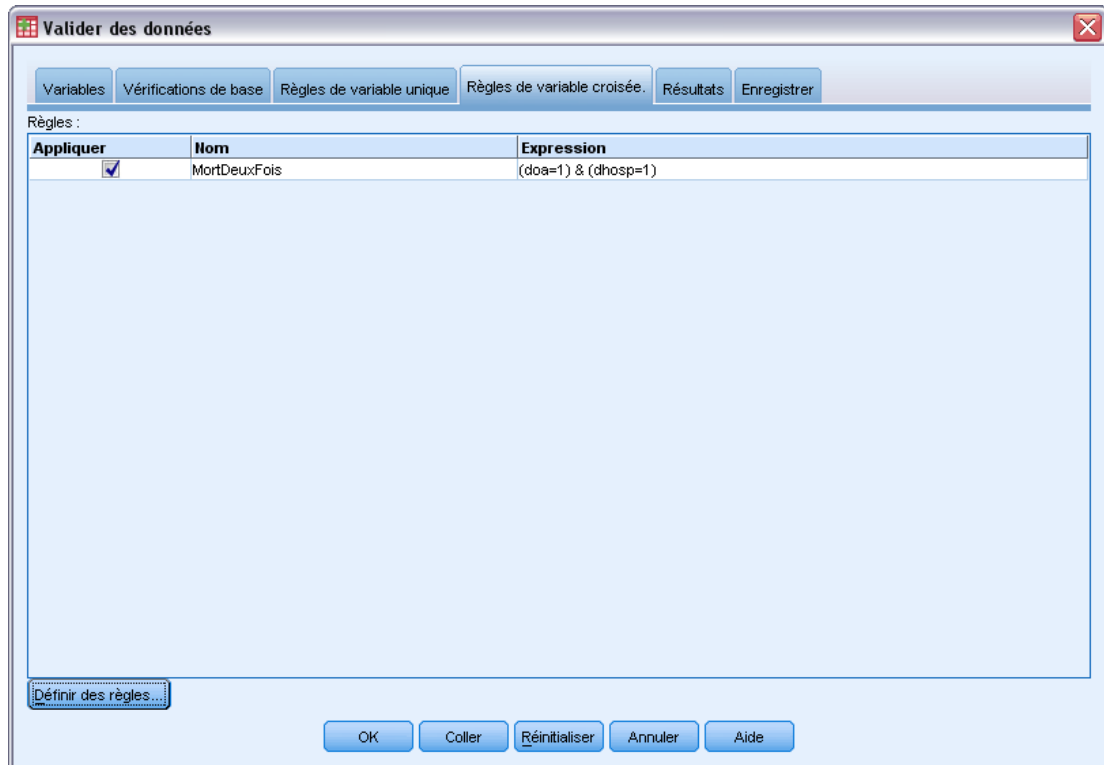 Valider des données
Variables Vérifications de base Règles de variable unique Règles de variable croisée. Résultats Enregistrer
Règles :
Appliquer Nom Expression
MortDeuxFois (doa=1) & (dhosp=1)
Définir des règles...
OK Coller Réinitialiser Annuler Aide